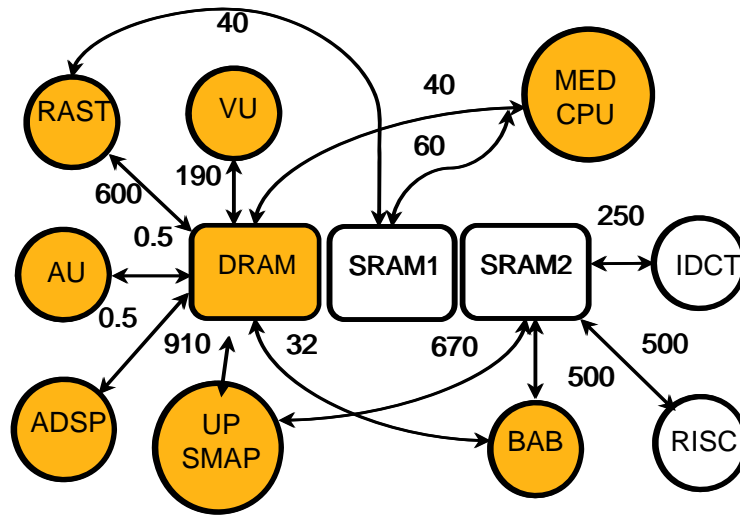 40
RAST
VU
40
MED
CPU
60
190
600
250
0.5
AU
DRAM
SRAM1
SRAM2
IDCT
0.5
910
32
670
500
500
ADSP
UP
SMAP
BAB
RISC